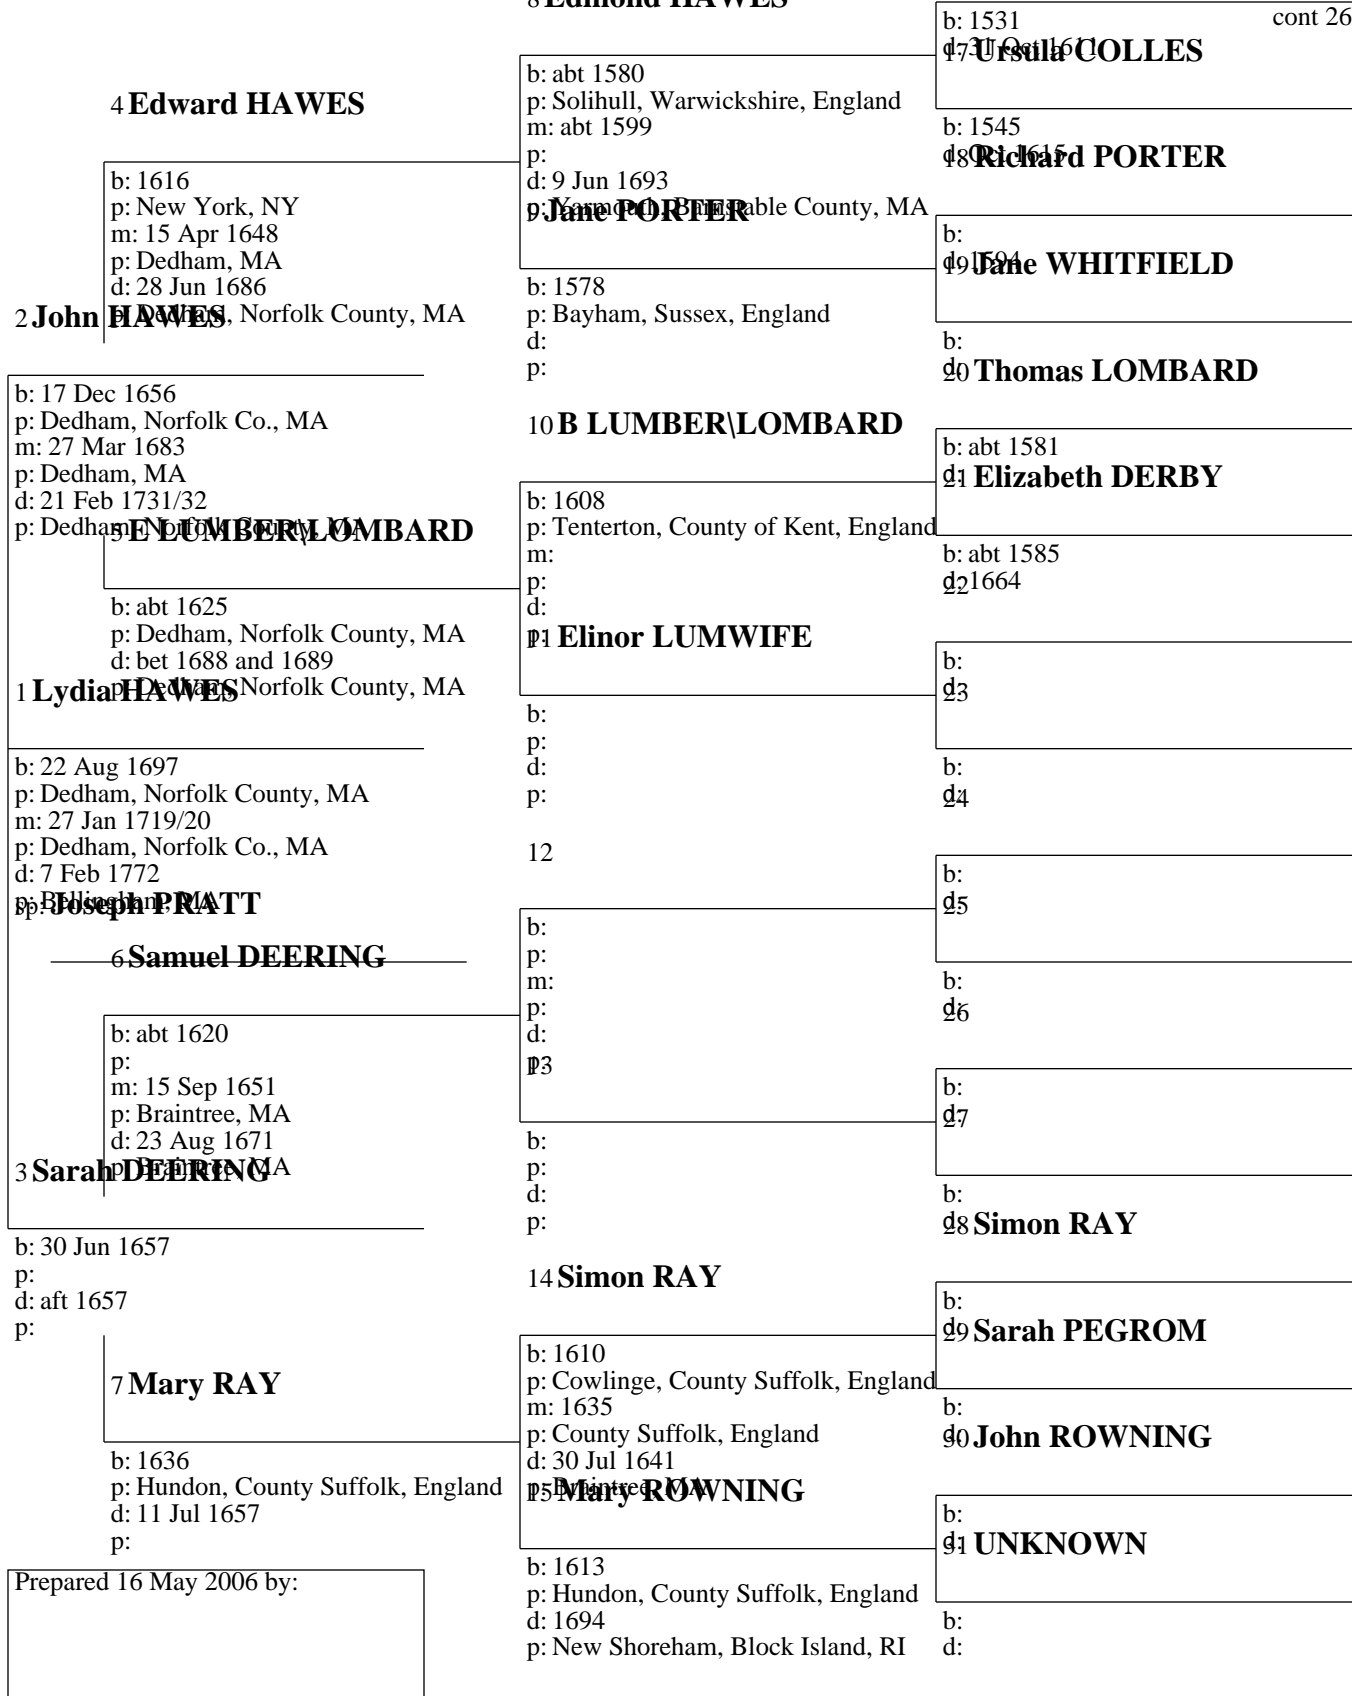 8 Edmond HAWES
b: 1531
cont 26
d: 31 Oct 1611
17 Ursula COLLES
b: abt 1580
p: Solihull, Warwickshire, England
m: abt 1599
p:
d: 9 Jun 1693
p: Yarmouth, Barnstable County, MA
4 Edward HAWES
b: 1545
d: Oct 1615
18 Richard PORTER
b: 1616
p: New York, NY
m: 15 Apr 1648
p: Dedham, MA
d: 28 Jun 1686
p: Dedham, Norfolk County, MA
9 Jane PORTER
b:
d: 1594
19 Jane WHITFIELD
b: 1578
p: Bayham, Sussex, England
d:
p:
2 John HAWES
b:
d:
20 Thomas LOMBARD
b: 17 Dec 1656
p: Dedham, Norfolk Co., MA
m: 27 Mar 1683
p: Dedham, MA
d: 21 Feb 1731/32
p: Dedham, Norfolk County, MA
10 B LUMBER\LOMBARD
b: abt 1581
d:
21 Elizabeth DERBY
b: 1608
p: Tenterton, County of Kent, England
m:
p:
d:
p:
5 E LUMBER\LOMBARD
b: abt 1585
d: 1664
22
b: abt 1625
p: Dedham, Norfolk County, MA
d: bet 1688 and 1689
p: Dedham, Norfolk County, MA
11 Elinor LUMWIFE
b:
d:
23
1 Lydia HAWES
b:
p:
d:
p:
b: 22 Aug 1697
p: Dedham, Norfolk County, MA
m: 27 Jan 1719/20
p: Dedham, Norfolk Co., MA
d: 7 Feb 1772
p: Bellingham, MA
sp: Joseph PRATT
b:
d:
24
12
b:
d:
25
b:
p:
m:
p:
d:
p:
6 Samuel DEERING
b:
d:
26
b: abt 1620
p:
m: 15 Sep 1651
p: Braintree, MA
d: 23 Aug 1671
p: Braintree, MA
13
b:
d:
27
b:
p:
d:
p:
3 Sarah DEERING
b:
d:
28 Simon RAY
b: 30 Jun 1657
p:
d: aft 1657
p:
14 Simon RAY
b:
d:
29 Sarah PEGROM
b: 1610
p: Cowlinge, County Suffolk, England
m: 1635
p: County Suffolk, England
d: 30 Jul 1641
p: Braintree, MA
7 Mary RAY
b:
d:
30 John ROWNING
b: 1636
p: Hundon, County Suffolk, England
d: 11 Jul 1657
p:
15 Mary ROWNING
b:
d:
31 UNKNOWN
b: 1613
p: Hundon, County Suffolk, England
d: 1694
p: New Shoreham, Block Island, RI
b:
d:
Prepared 16 May 2006 by: